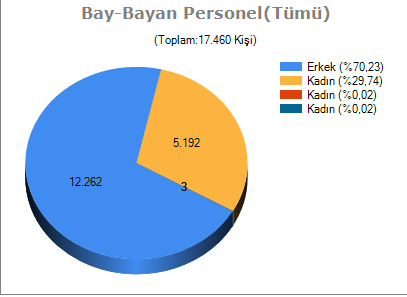 Bay-Bayan Personel(Tümü)
(Toplam:17.460 Kişi)
Erkek (%70,23)
Kadın (%29,74)
Kadın (%0,02)
Kadın (%0,02)
5.192
12.262
3